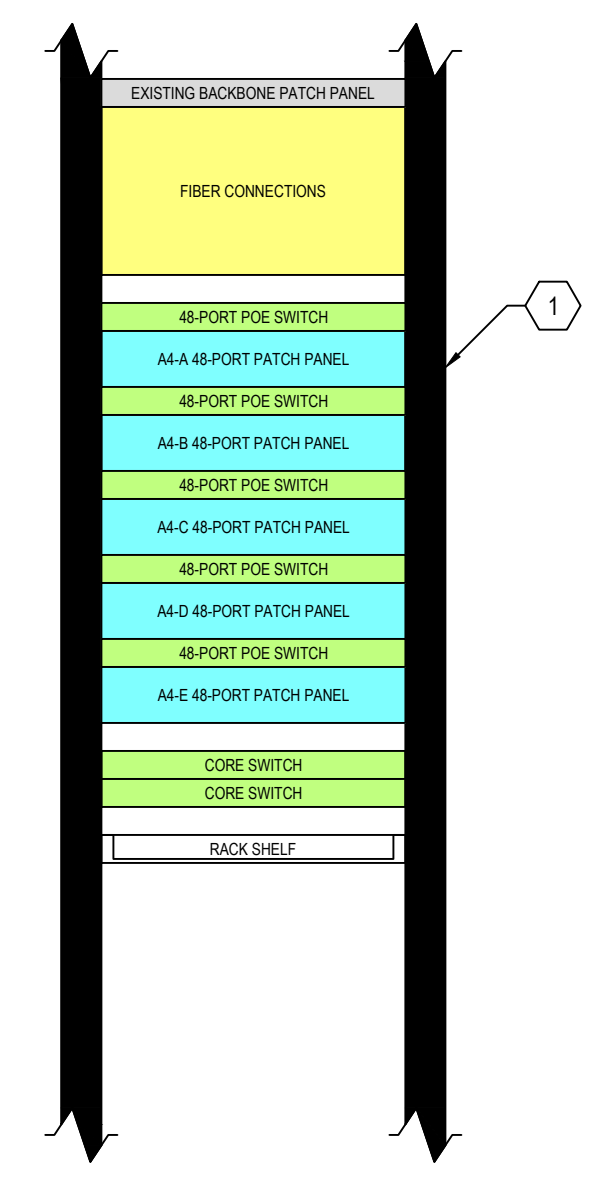 EXISTING BACKBONE PATCH PANEL
FIBER CONNECTIONS
1
48-PORT POE SWITCH
A4-A 48-PORT PATCH PANEL
48-PORT POE SWITCH
A4-B 48-PORT PATCH PANEL
48-PORT POE SWITCH
A4-C 48-PORT PATCH PANEL
48-PORT POE SWITCH
A4-D 48-PORT PATCH PANEL
48-PORT POE SWITCH
A4-E 48-PORT PATCH PANEL
CORE SWITCH
CORE SWITCH
RACK SHELF